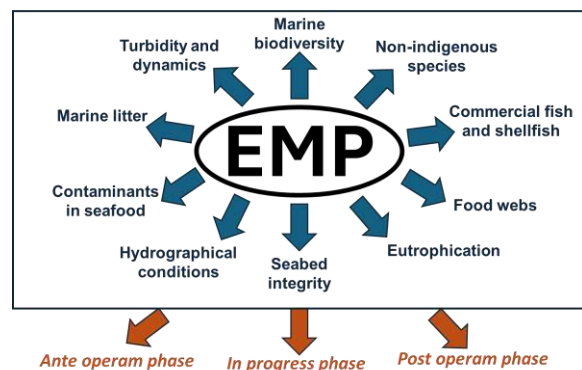 Marine
biodiversity
Turbidity and
dynamics
Non-indigenous
species
Marine litter
Commercial fish
and shellfish
EMP
Contaminants
in seafood
Food webs
Hydrographical
conditions
Seabed
integrity
Eutrophication
Ante operam phase
In progress phase
Post operam phase